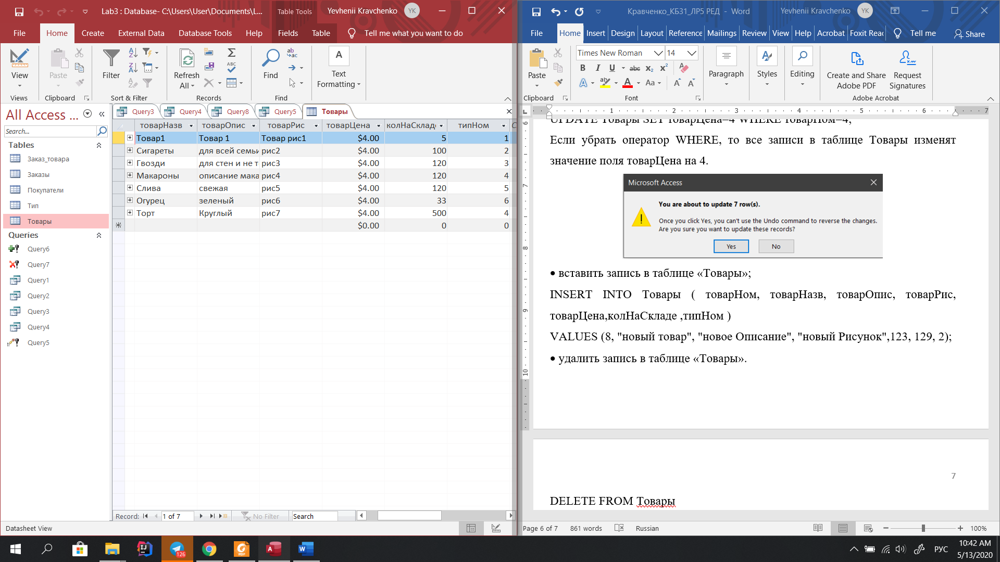 Lab3 : Database- C:\Users\User\Documents\L...
Table Tools
Yevhenii Kravchenko
YK
File
Home
Create
External Data
Database Tools
Help
Fields
Table
Tell me what you want to do
View
Paste
Filter
Refresh
All
Find
Text
Formatting
Views
Clipboard
Sort & Filter
Records
Find
All Access ...
Search...
Tables
Заказ_товара
Заказы
Покупатели
Тип
Товары
Queries
Query6
Query7
Query1
Query2
Query3
Query4
Query5
Query3 Query4 Query8 Query5 Товары
товарНазв товарОпис товарРис товарЦена колНаСклад типНом
Товар1 Товар 1 Товар рис1 $4.00 5 1
Сигареты для всей семьи рис2 $4.00 100 2
Гвозди для стен и не т рис3 $4.00 120 3
Макароны описание мака рис4 $4.00 120 4
Слива свежая рис5 $4.00 120 5
Огурец зеленый рис6 $4.00 33 6
Торт Круглый рис7 $4.00 500 4
$0.00 0 0
Record: 1 of 7 No Filter Search
Datasheet View
Кравченко_КБ31_ЛР5 РЕД - Word
Yevhenii Kravchenko
YK
File
Home
Insert
Design
Layout
Reference
Mailings
Review
View
Help
Acrobat
Foxit Rea
Tell me
Share
Paste
Times New Roman
14
Paragraph
Styles
Editing
Create and Share
Adobe PDF
Request
Signatures
Clipboard
Font
Adobe Acrobat
UPDATE Товары SET товарЦена=4 WHERE товарНом=4;
Если убрать оператор WHERE, то все записи в таблице Товары изменят
значение поля товарЦена на 4.
Microsoft Access
You are about to update 7 row(s).
Once you click Yes, you can't use the Undo command to reverse the changes.
Are you sure you want to update these records?
Yes
No
• вставить запись в таблице «Товары»;
INSERT INTO Товары ( товарНом, товарНазв, товарОпис, товарРис,
товарЦена,колНаСкладе ,типНом )
VALUES (8, "новый товар", "новое Описание", "новый Рисунок",123, 129, 2);
• удалить запись в таблице «Товары».
7
DELETE FROM Товары
Page 6 of 7
861 words
Russian
100%
126
РУС
10:42 AM
5/13/2020